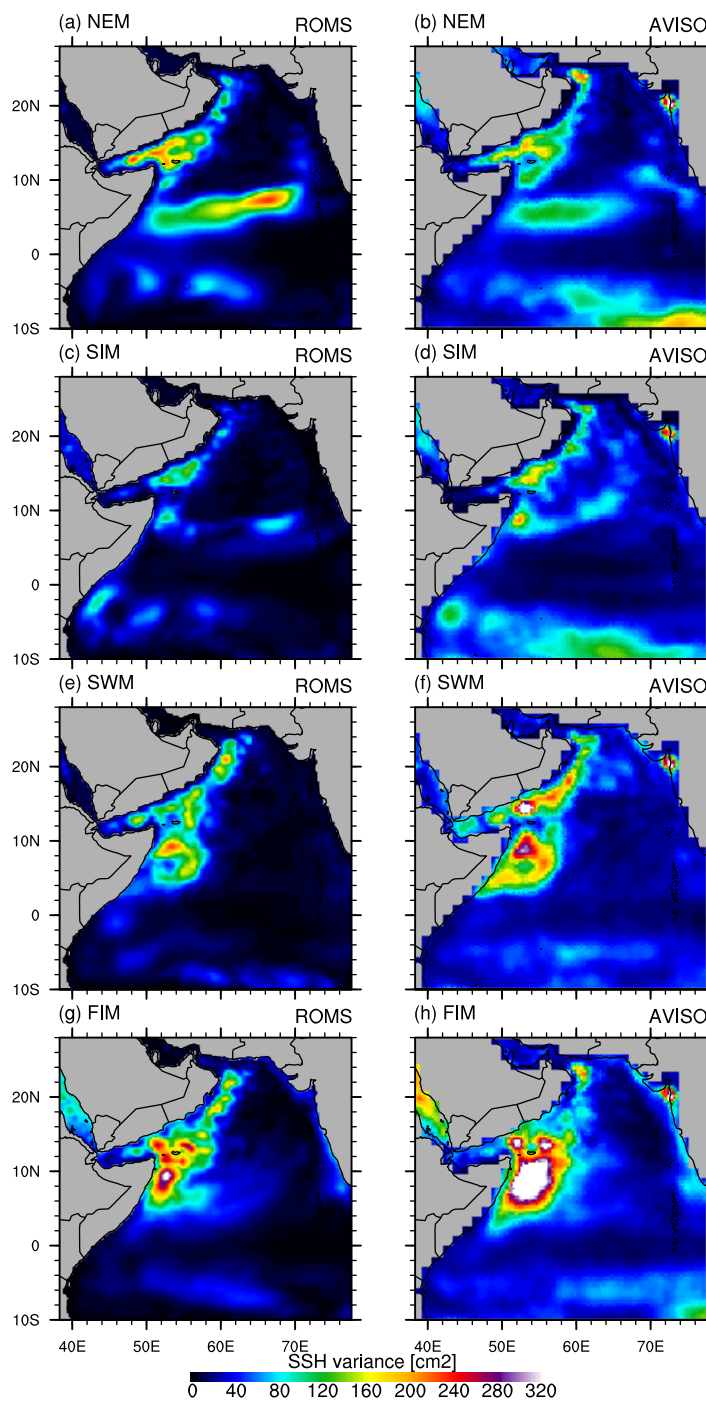 (a) NEM ROMS (b) NEM AVISO
20N
10N
0
10S
(c) SIM ROMS (d) SIM AVISO
20N
10N
0
10S
(e) SWM ROMS (f) SWM AVISO
20N
10N
0
10S
(g) FIM ROMS (h) FIM AVISO
20N
10N
0
10S
40E 50E 60E 70E 40E 50E 60E 70E
SSH variance [cm2]
0 40 80 120 160 200 240 280 320